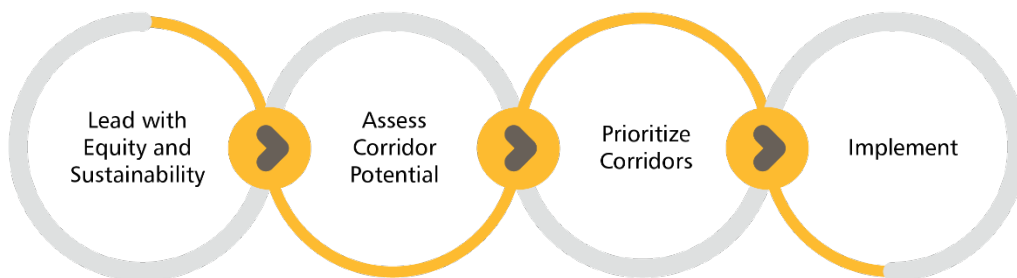 Lead with
Equity and
Sustainability
Assess
Corridor
Potential
Prioritize
Corridors
Implement